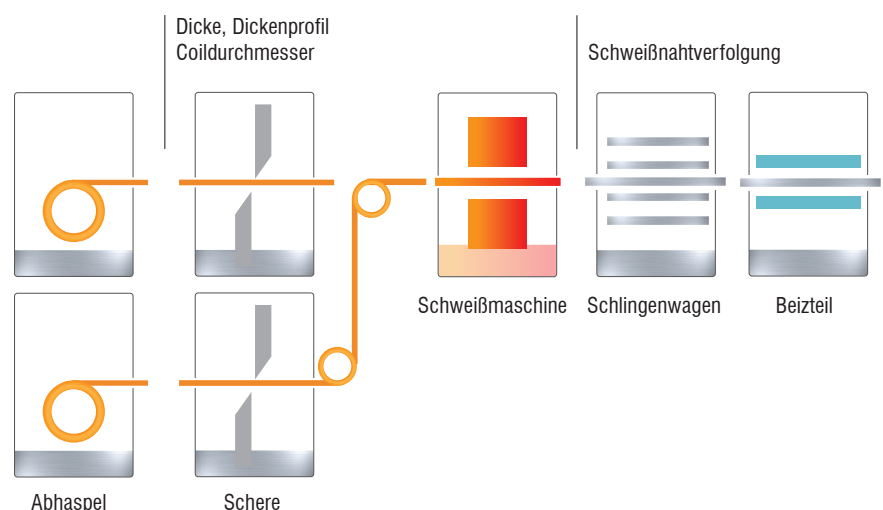 Dicke, Dickenprofil
Coildurchmesser
Schweißnahtverfolgung
Schweißmaschine
Schlingenwagen
Beizteil
Abhaspel
Schere